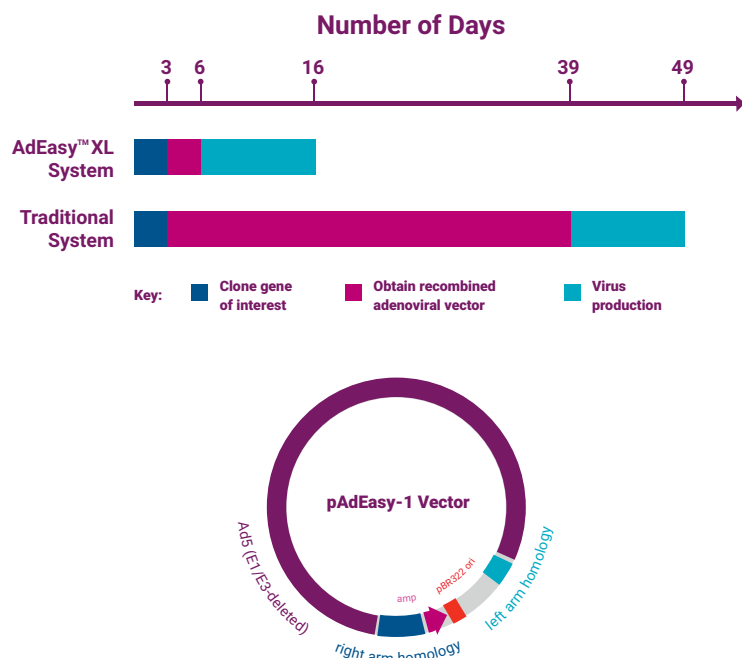 Number of Days
3 6 16 39 49
AdEasy™ XL
System
Traditional
System
Key:
Clone gene
of interest
Obtain recombined
adenoviral vector
Virus
production
pAdEasy-1 Vector
Ad5 (E1/E3-deleted)
amp
pBR322 ori
left arm homology
right arm homology